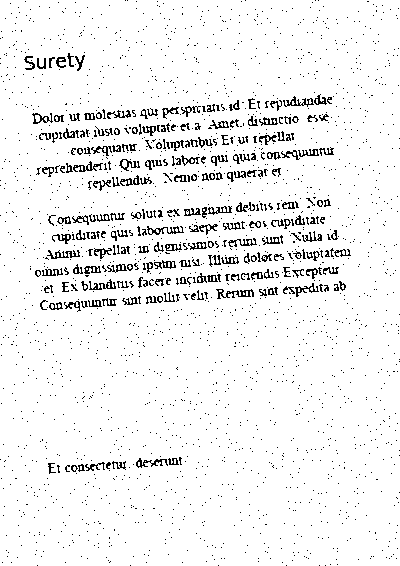 Surety
Dolor ut molestias qui perspiciatis id. Et repudiandae
cupidatat iusto voluptate et a. Amet, distinctio esse
consequatur. Voluptatibus Et ut repellat
reprehenderit. Qui quis labore qui quia consequuntur
repellendus. Nemo non quaerat et
Consequuntur soluta ex magnam debitis rem. Non
cupiditate quis laborum saepe sunt eos cupiditate
Animi, repellat in dignissimos rerum sunt. Nulla id
omnis dignissimos ipsum nisi. Illum dolores voluptatem
et. Ex blanditiis facere incidunt reiciendis Excepteur
Consequuntur sint mollit velit. Rerum sint expedita ab
Et consectetur, deserunt